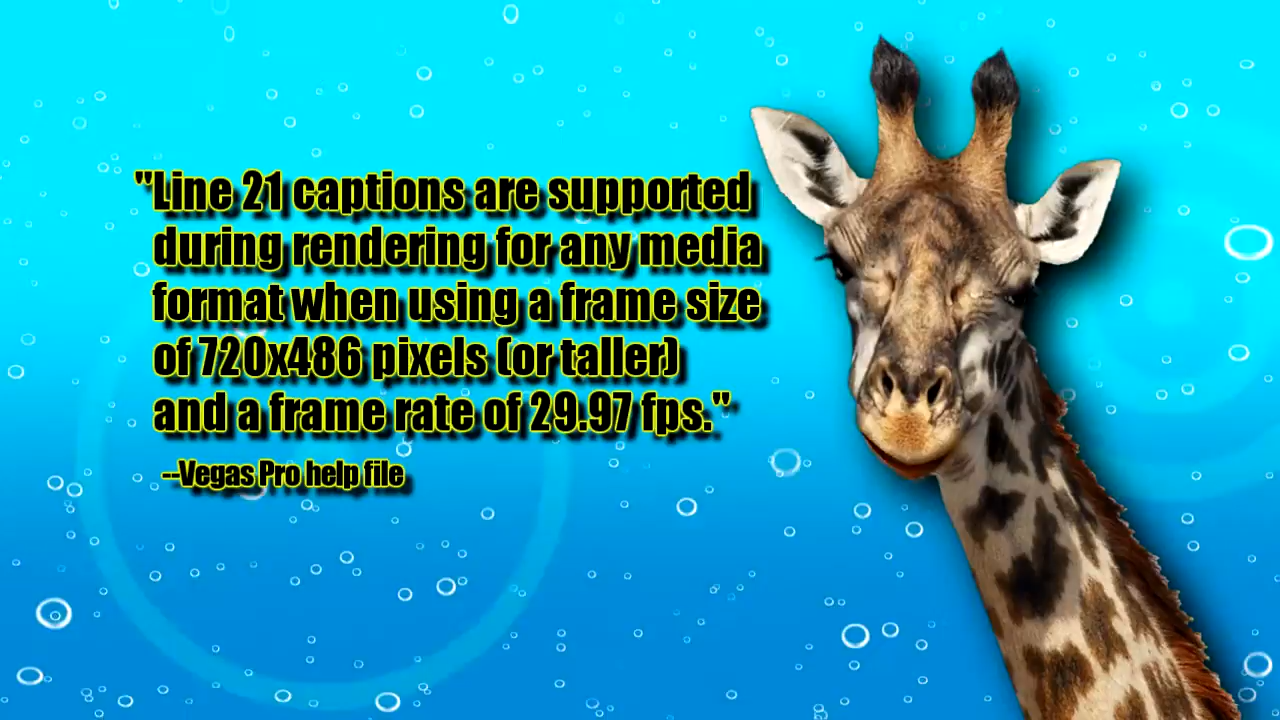 "Line 21 captions are supported
during rendering for any media
format when using a frame size
of 720x486 pixels (or taller)
and a frame rate of 29.97 fps."
--Vegas Pro help file